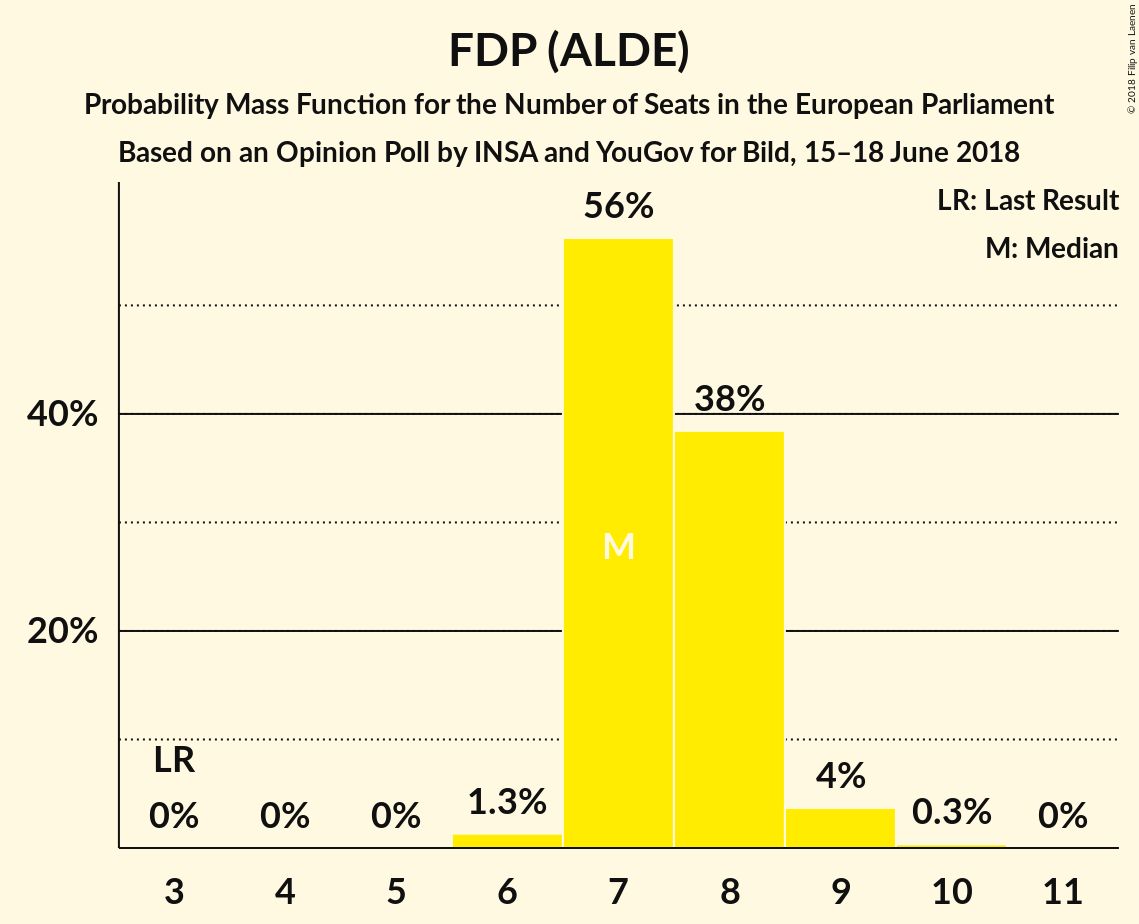 FDP (ALDE)
Probability Mass Function for the Number of Seats in the European Parliament
Based on an Opinion Poll by INSA and YouGov for Bild, 15–18 June 2018
© 2018 Filip van Laenen
LR: Last Result
M: Median
56%
40%
38%
M
20%
LR
0%
0%
0%
1.3%
4%
0.3%
0%
3 4 5 6 7 8 9 10 11